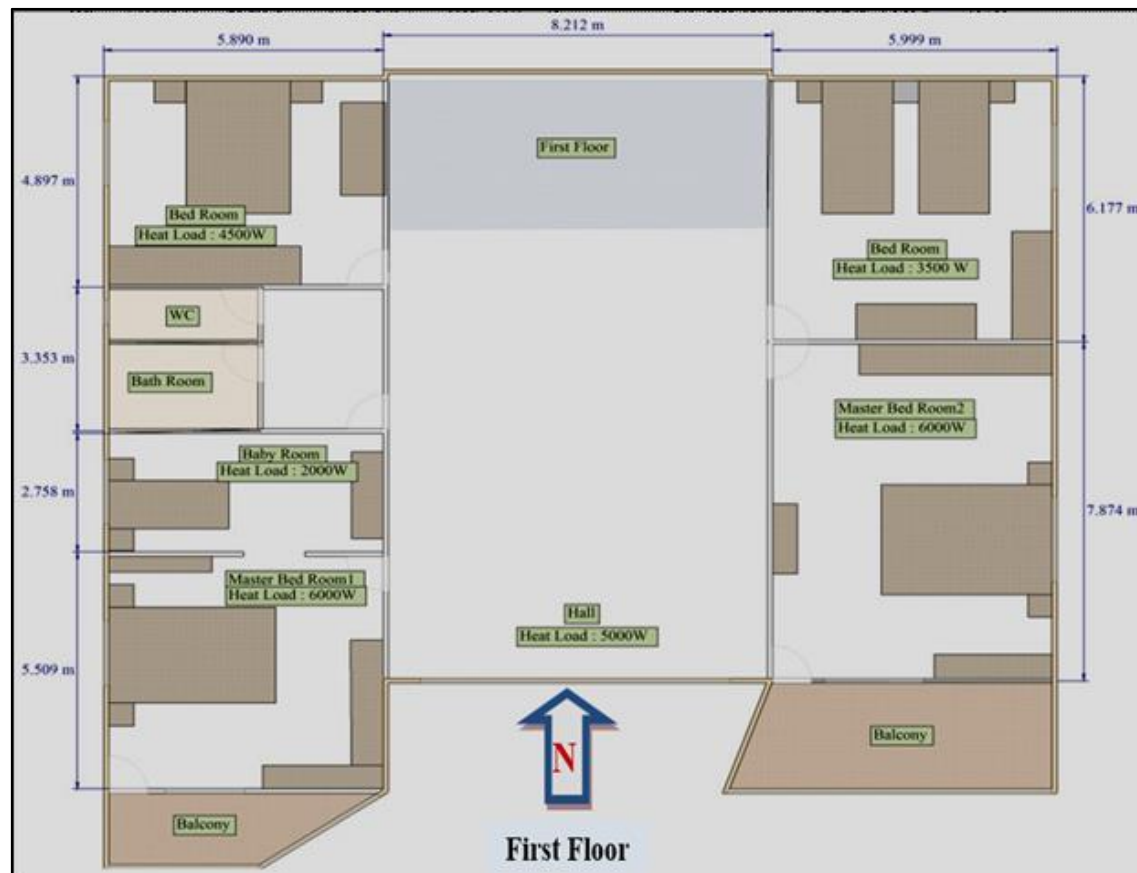 8.212 m
5.890 m
5.999 m
First Floor
4.897 m
Bed Room
Heat Load : 4500W
6.177 m
Bed Room
Heat Load : 3500 W
WC
3.353 m
Bath Room
Master Bed Room2
Heat Load : 6000W
Baby Room
Heat Load : 2000W
2.758 m
7.874 m
Master Bed Room1
Heat Load : 6000W
Hall
Heat Load : 5000W
5.509 m
Balcony
N
Balcony
First Floor